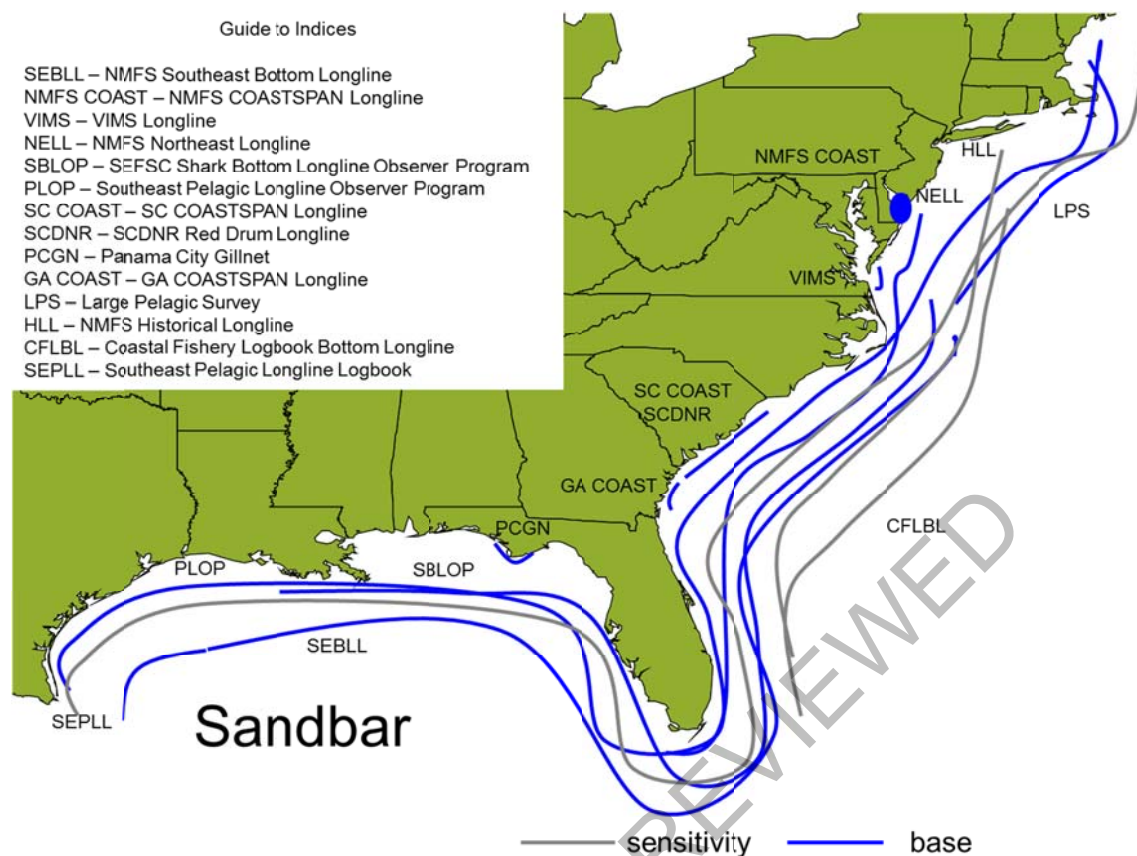 Guide to Indices
SEBLL – NMFS Southeast Bottom Longline
NMFS COAST – NMFS COASTSPAN Longline
VIMS – VIMS Longline
NELL – NMFS Northeast Longline
SBLOP – SEFSC Shark Bottom Longline Observer Program
PLOP – Southeast Pelagic Longline Observer Program
SC COAST – SC COASTSPAN Longline
SCDNR – SCDNR Red Drum Longline
PCGN – Panama City Gillnet
GA COAST – GA COASTSPAN Longline
LPS – Large Pelagic Survey
HLL – NMFS Historical Longline
CFLBL – Coastal Fishery Logbook Bottom Longline
SEPLL – Southeast Pelagic Longline Logbook
NMFS COAST
HLL
NELL
LPS
VIMS
SC COAST
SCDNR
GA COAST
PCGN
CFLBL
PLOP
SBLOP
SEBLL
SEPLL
Sandbar
REVIEWED
sensitivity
base